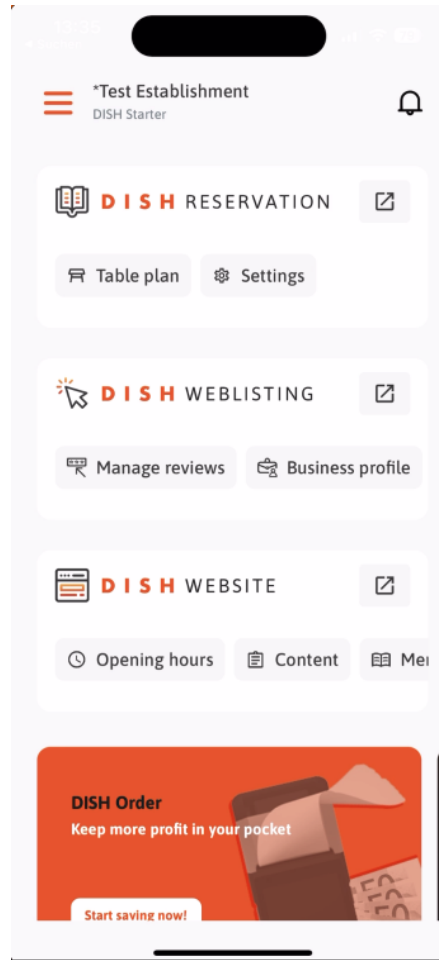 *Test Establishment
DISH Starter
DISH RESERVATION
Table plan
Settings
DISH WEBLISTING
Manage reviews
Business profile
DISH WEBSITE
Opening hours
Content
DISH Order
Keep more profit in your pocket
Start saving now!